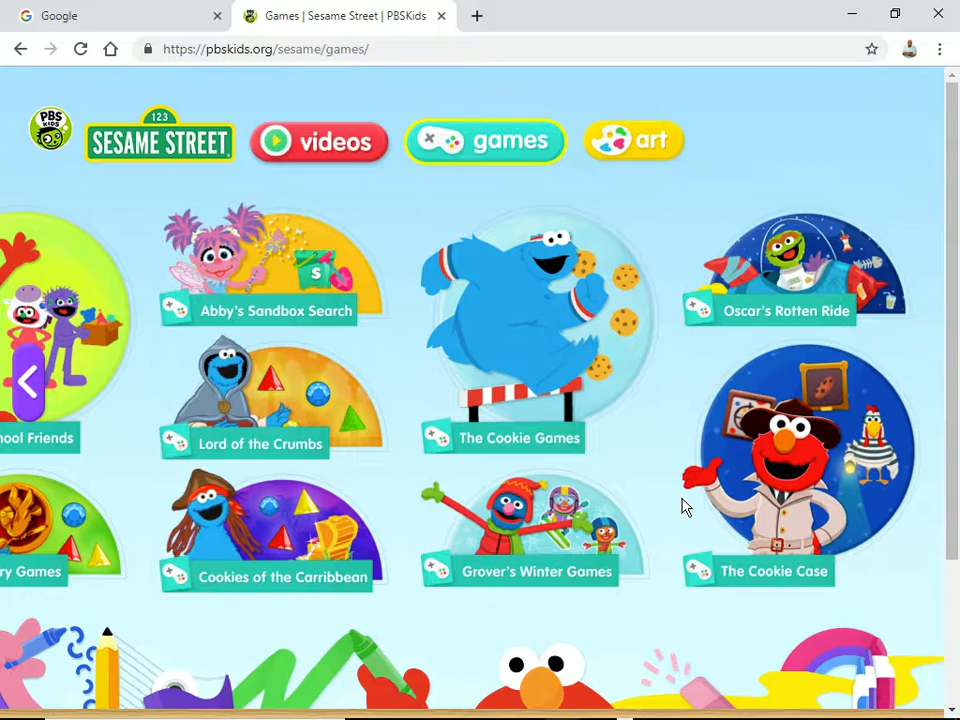 Google
Games | Sesame Street | PBSKids
https://pbskids.org/sesame/games/
PBS
KIDS
123
SESAME STREET
videos
games
art
S
Abby's Sandbox Search
Oscar's Rotten Ride
hool Friends
Lord of the Crumbs
The Cookie Games
ry Games
Cookies of the Carribbean
Grover's Winter Games
The Cookie Case